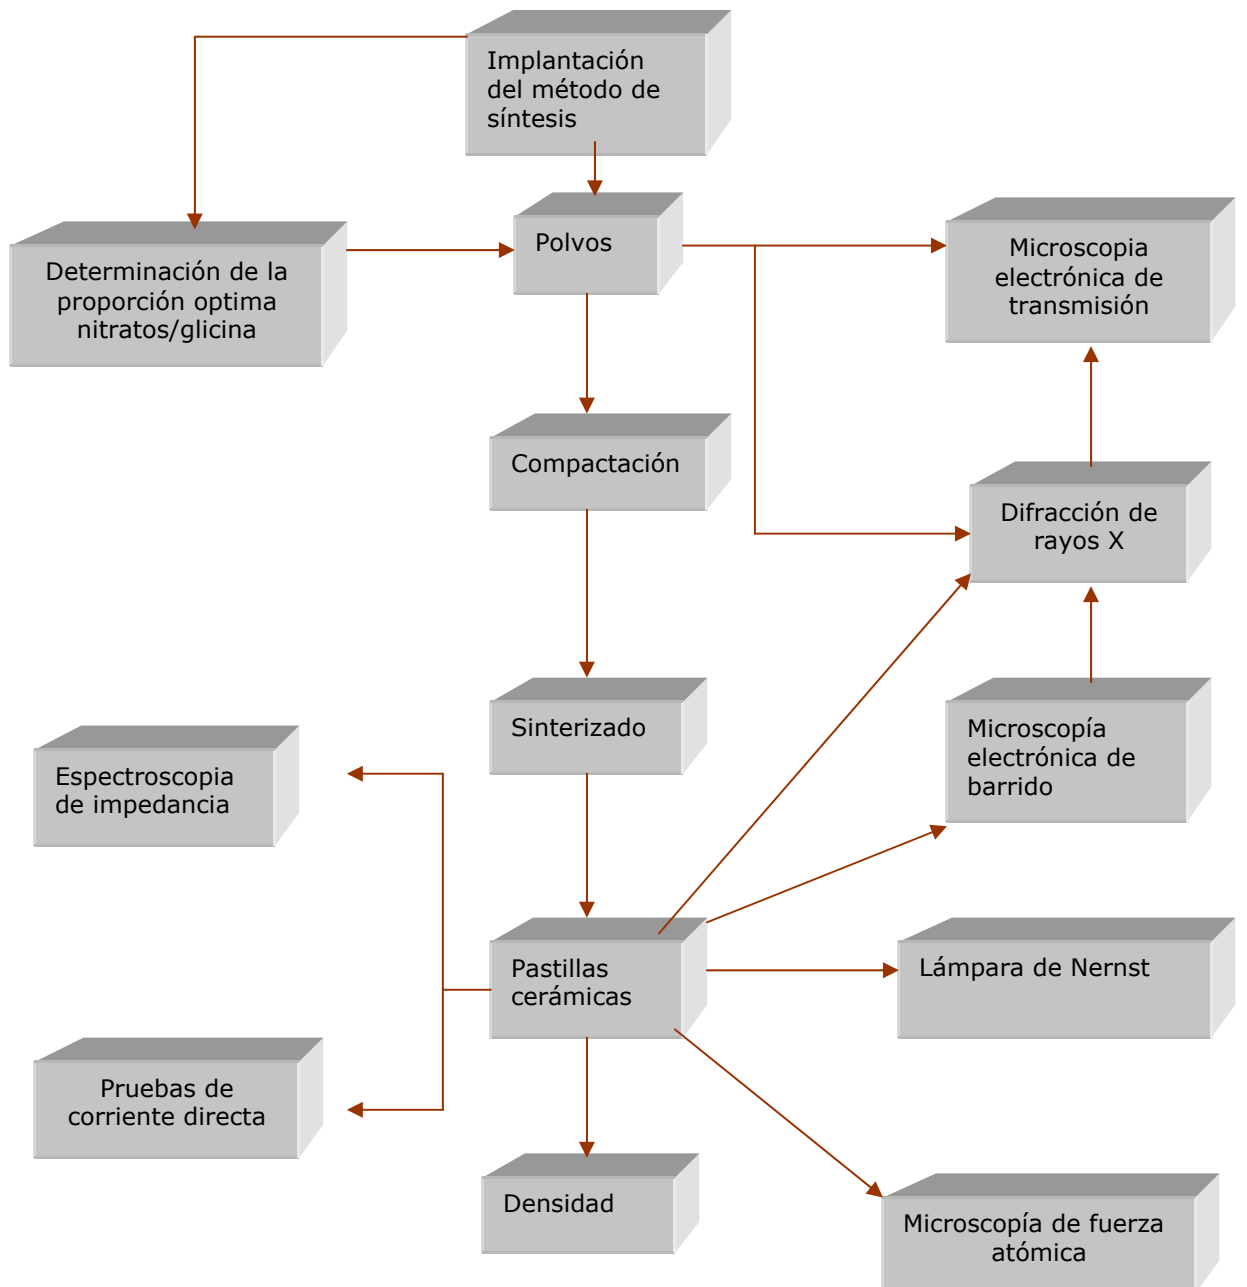 Implantación
del método de
síntesis
Polvos
Determinación de la
proporción optima
nitratos/glicina
Microscopia
electrónica de
transmisión
Compactación
Difracción de
rayos X
Sinterizado
Microscopía
electrónica de
barrido
Espectroscopia
de impedancia
Pastillas
cerámicas
Lámpara de Nernst
Pruebas de
corriente directa
Densidad
Microscopía de fuerza
atómica